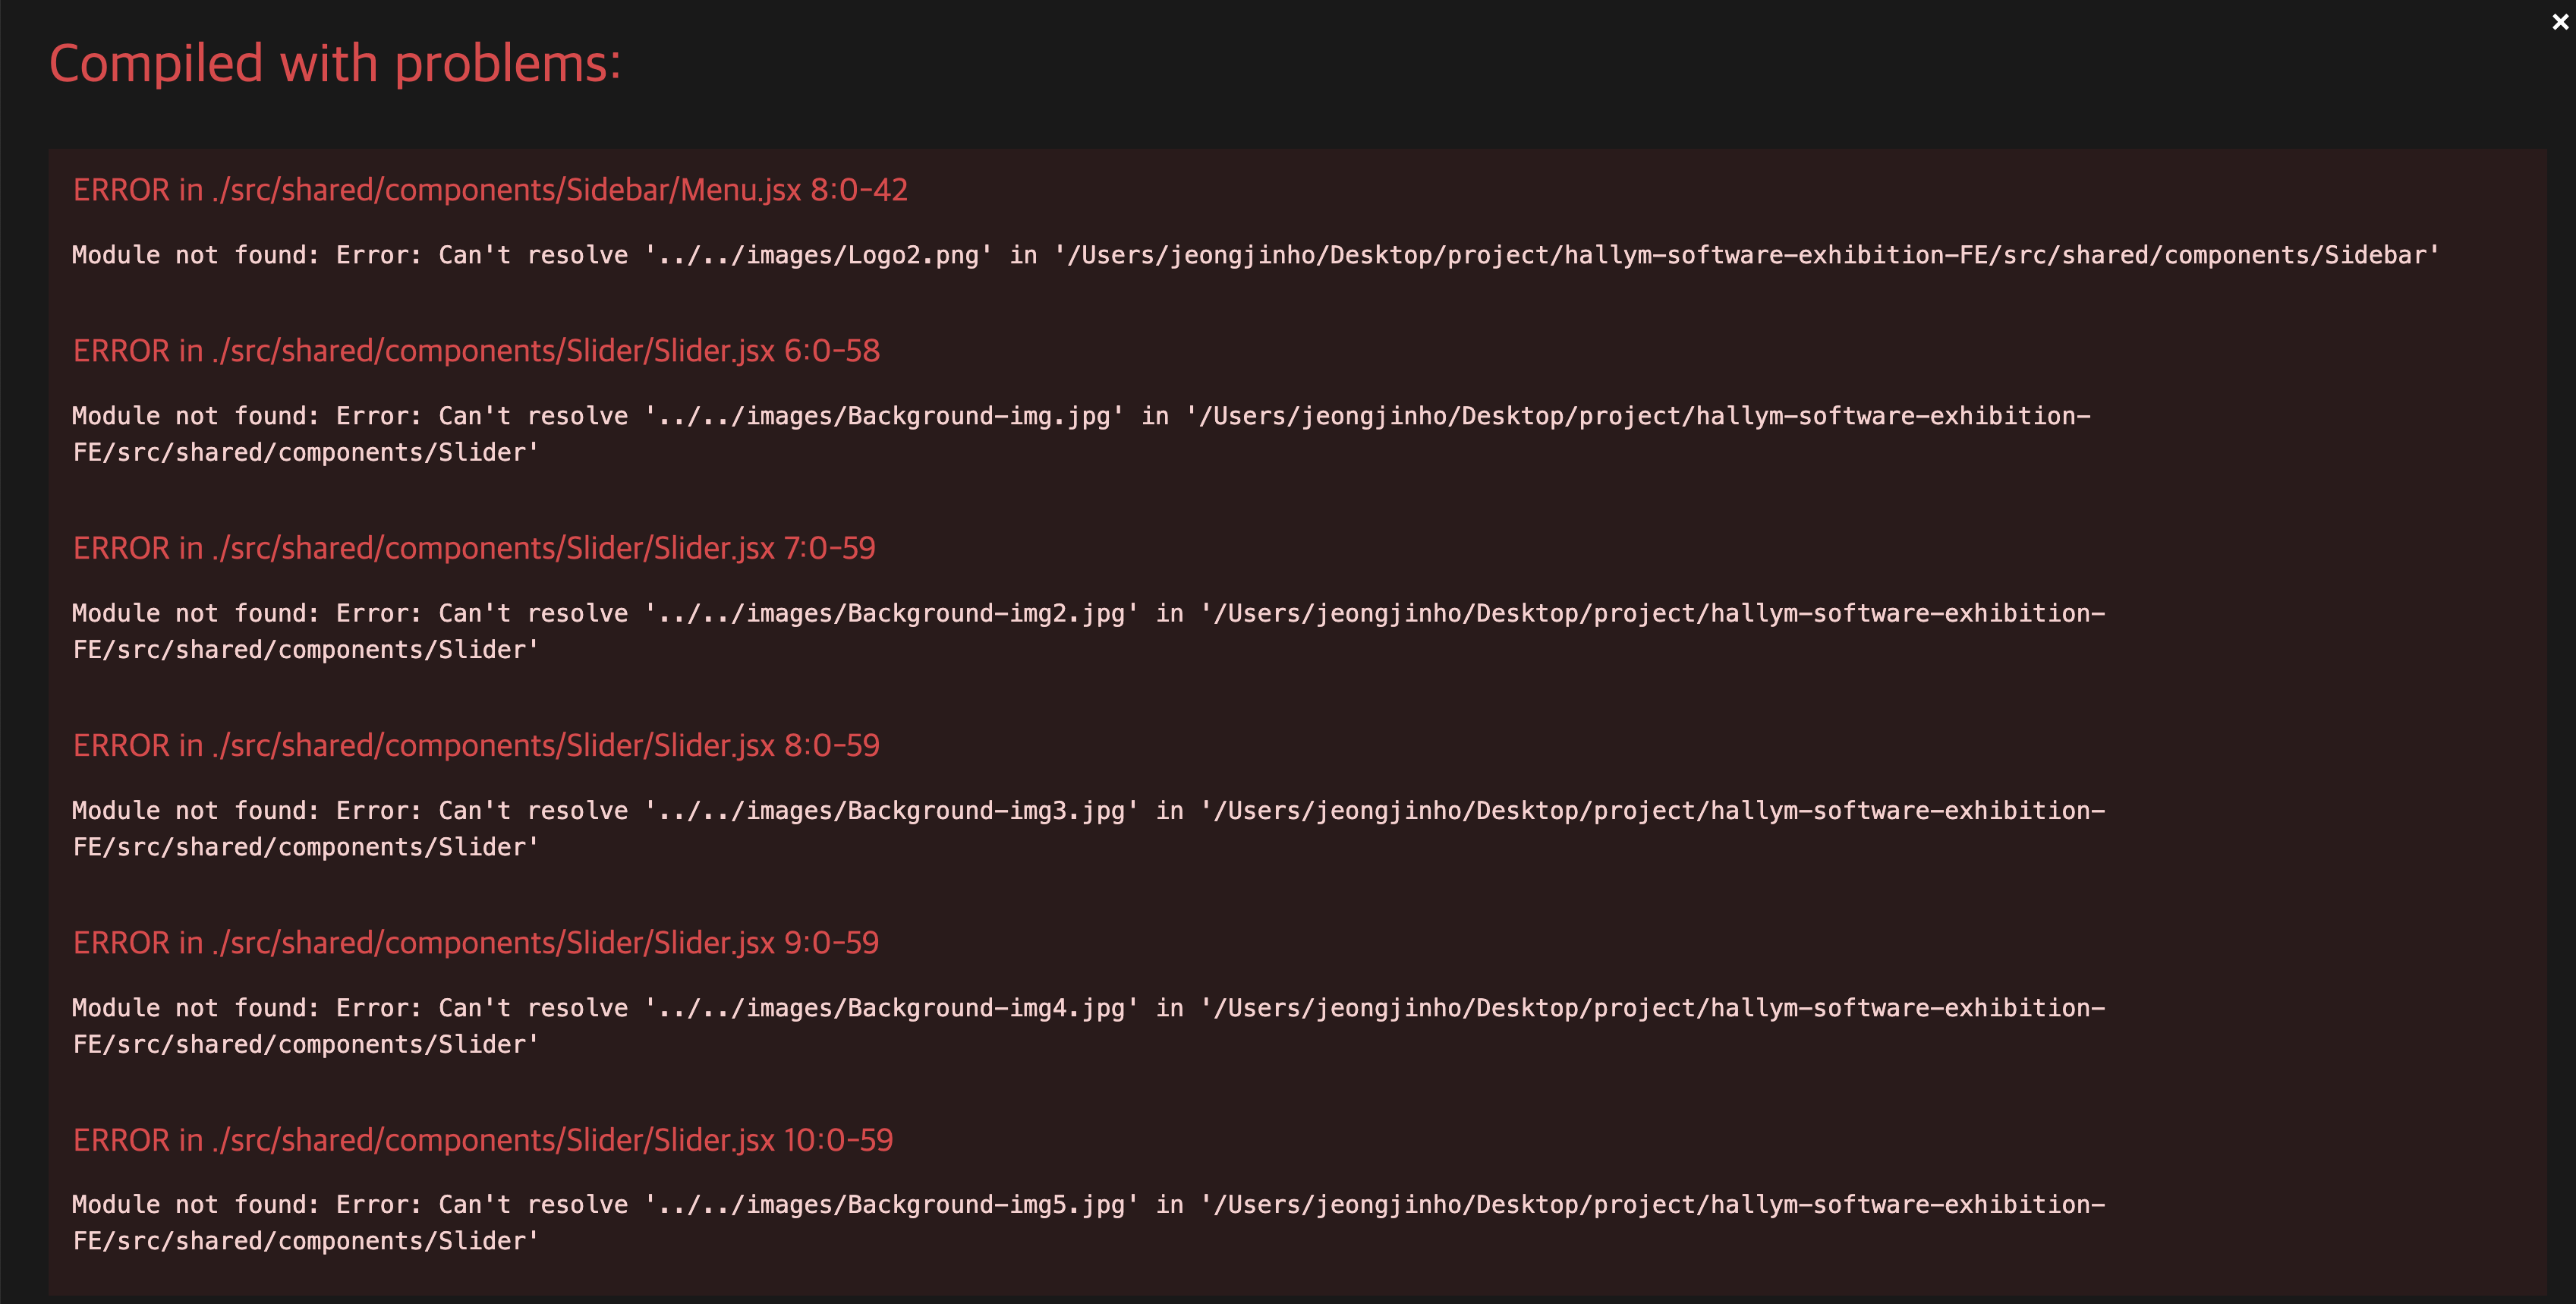 Compiled with problems:
×
ERROR in ./src/shared/components/Sidebar/Menu.jsx 8:0-42
Module not found: Error: Can't resolve '../../images/Logo2.png' in '/Users/jeongjinho/Desktop/project/hallym-software-exhibition-FE/src/shared/components/Sidebar'
ERROR in ./src/shared/components/Slider/Slider.jsx 6:0-58
Module not found: Error: Can't resolve '../../images/Background-img.jpg' in '/Users/jeongjinho/Desktop/project/hallym-software-exhibition-
FE/src/shared/components/Slider'
ERROR in ./src/shared/components/Slider/Slider.jsx 7:0-59
Module not found: Error: Can't resolve '../../images/Background-img2.jpg' in '/Users/jeongjinho/Desktop/project/hallym-software-exhibition-
FE/src/shared/components/Slider'
ERROR in ./src/shared/components/Slider/Slider.jsx 8:0-59
Module not found: Error: Can't resolve '../../images/Background-img3.jpg' in '/Users/jeongjinho/Desktop/project/hallym-software-exhibition-
FE/src/shared/components/Slider'
ERROR in ./src/shared/components/Slider/Slider.jsx 9:0-59
Module not found: Error: Can't resolve '../../images/Background-img4.jpg' in '/Users/jeongjinho/Desktop/project/hallym-software-exhibition-
FE/src/shared/components/Slider'
ERROR in ./src/shared/components/Slider/Slider.jsx 10:0-59
Module not found: Error: Can't resolve '../../images/Background-img5.jpg' in '/Users/jeongjinho/Desktop/project/hallym-software-exhibition-
FE/src/shared/components/Slider'